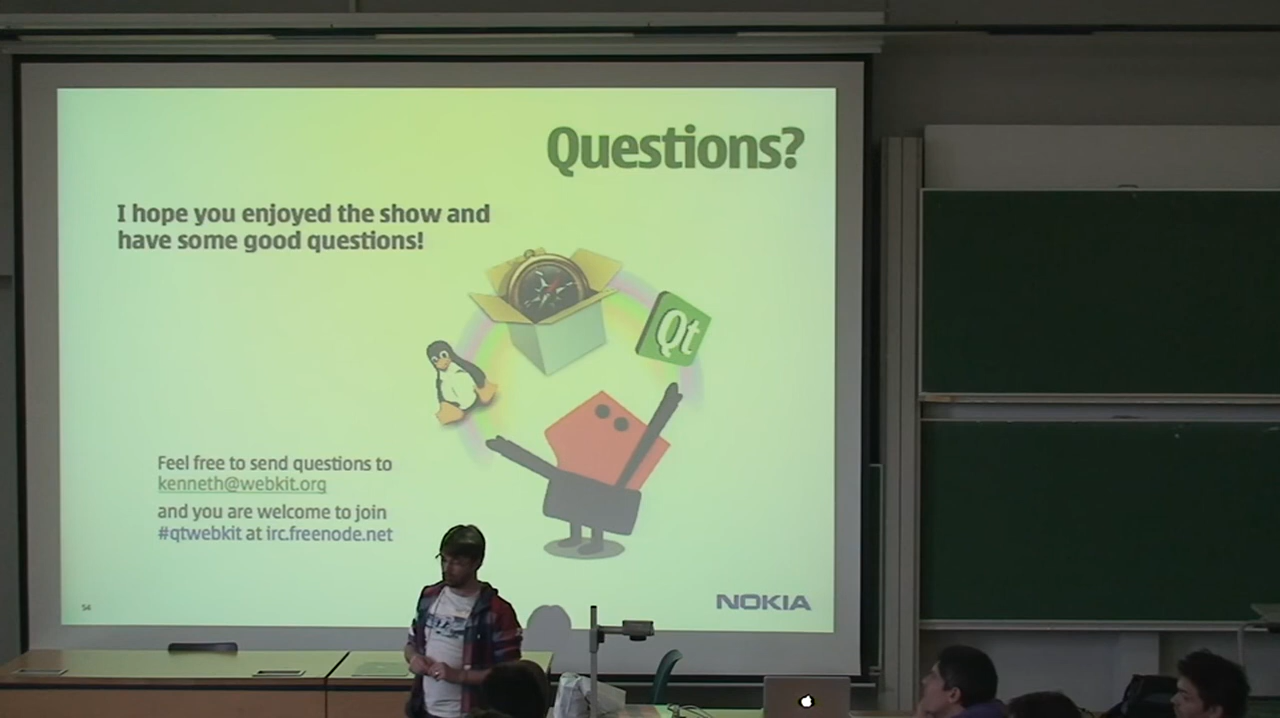 Questions?
I hope you enjoyed the show and
have some good questions!
Qt
Feel free to send questions to
kenneth@webkit.org
and you are welcome to join
#qtwebkit at irc.freenode.net
54
NOKIA